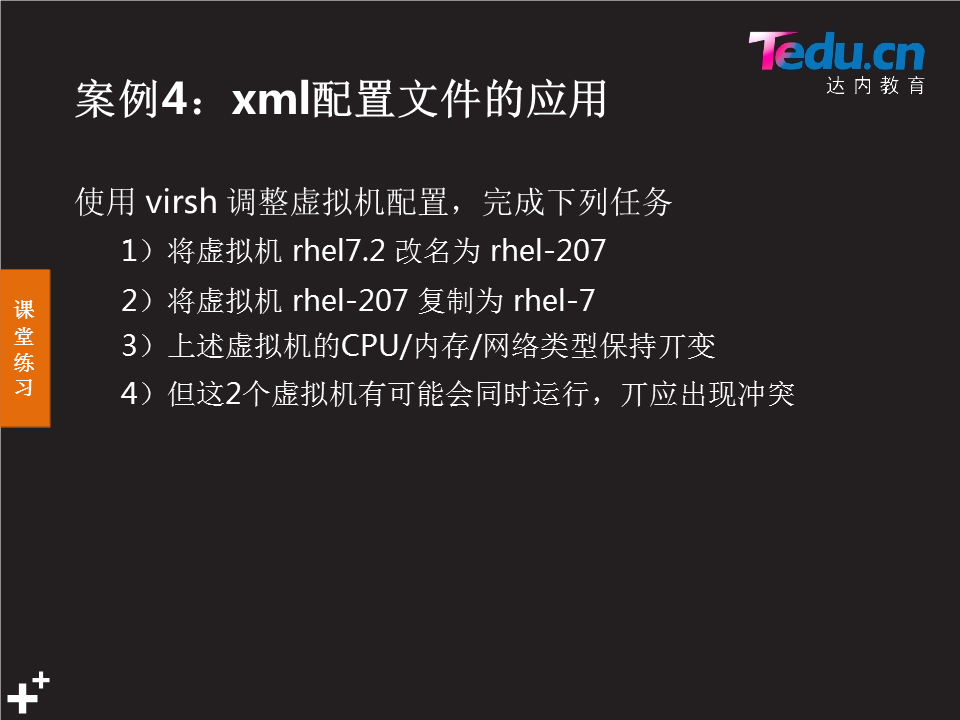 Tedu.cn
达内教育
案例4：xml配置文件的应用
使用 virsh 调整虚拟机配置，完成下列任务
1）将虚拟机 rhel7.2 改名为 rhel-207
2）将虚拟机 rhel-207 复制为 rhel-7
3）上述虚拟机的CPU/内存/网络类型保持丌变
4）但这2个虚拟机有可能会同时运行，丌应出现冲突
课
堂
练
习